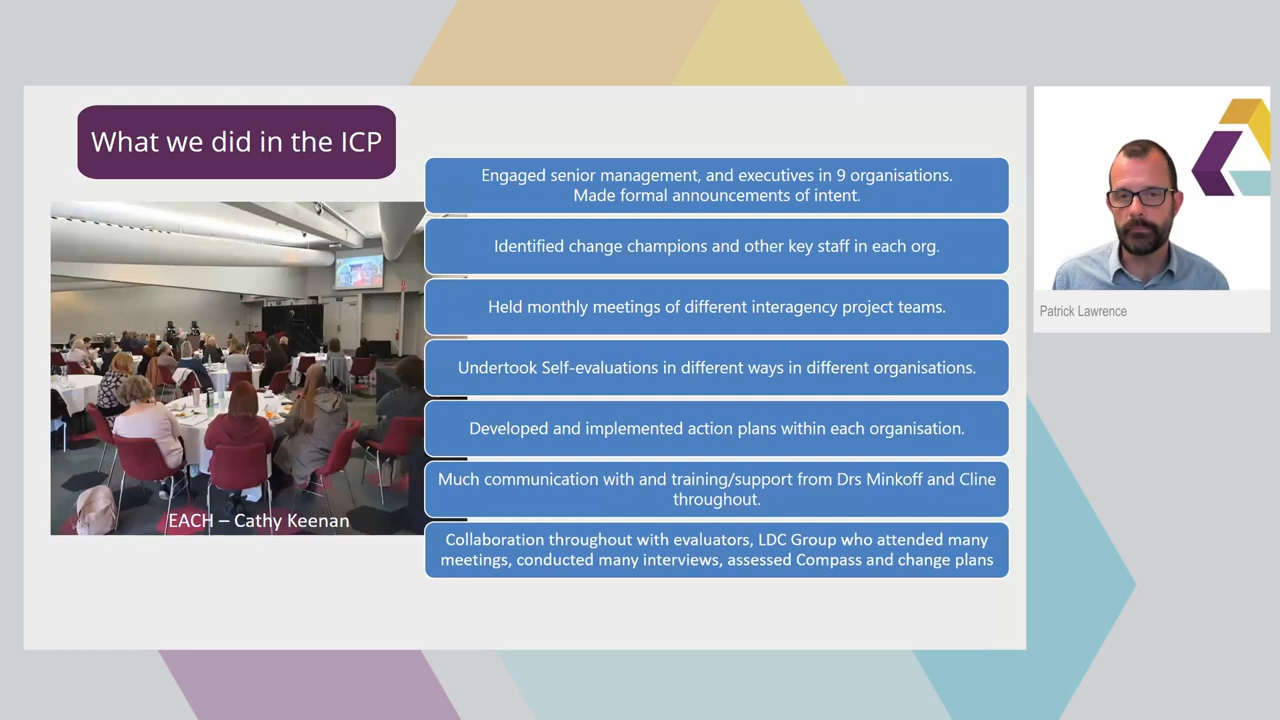 What we did in the ICP
Engaged senior management, and executives in 9 organisations.
Made formal announcements of intent.
Identified change champions and other key staff in each org.
Held monthly meetings of different interagency project teams.
Undertook Self-evaluations in different ways in different organisations.
Developed and implemented action plans within each organisation.
Much communication with and training/support from Drs Minkoff and Cline
throughout.
Collaboration throughout with evaluators, LDC Group who attended many
meetings, conducted many interviews, assessed Compass and change plans
EACH – Cathy Keenan
Patrick Lawrence